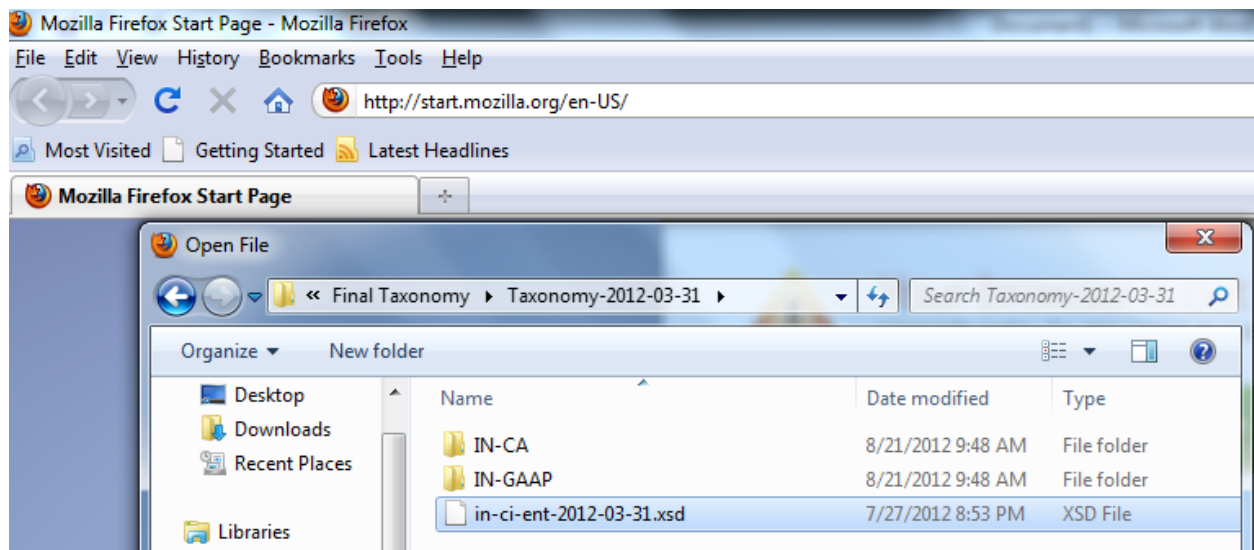 Mozilla Firefox Start Page - Mozilla Firefox
File Edit View History Bookmarks Tools Help
http://start.mozilla.org/en-US/
Most Visited Getting Started Latest Headlines
Mozilla Firefox Start Page
Open File
« Final Taxonomy Taxonomy-2012-03-31 Search Taxonomy-2012-03-31
Organize New folder
Desktop Name Date modified Type
Downloads
IN-CA 8/21/2012 9:48 AM File folder
Recent Places
IN-GAAP 8/21/2012 9:48 AM File folder
in-ci-ent-2012-03-31.xsd 7/27/2012 8:53 PM XSD File
Libraries